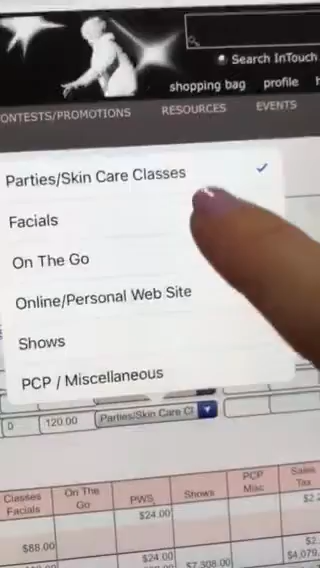 Search InTouch
shopping bag profile
ONTESTS/PROMOTIONS RESOURCES EVENTS
Parties/Skin Care Classes
Facials
On The Go
Online/Personal Web Site
Shows
PCP / Miscellaneous
0 120.00 Parties/Skin Care Cl
Classes On The PWS Shows PCP Sales
Facials Go Misc Tax
$24.00 $2.
$88.00
$24.00 $2.
$7,308.00 $4,079.